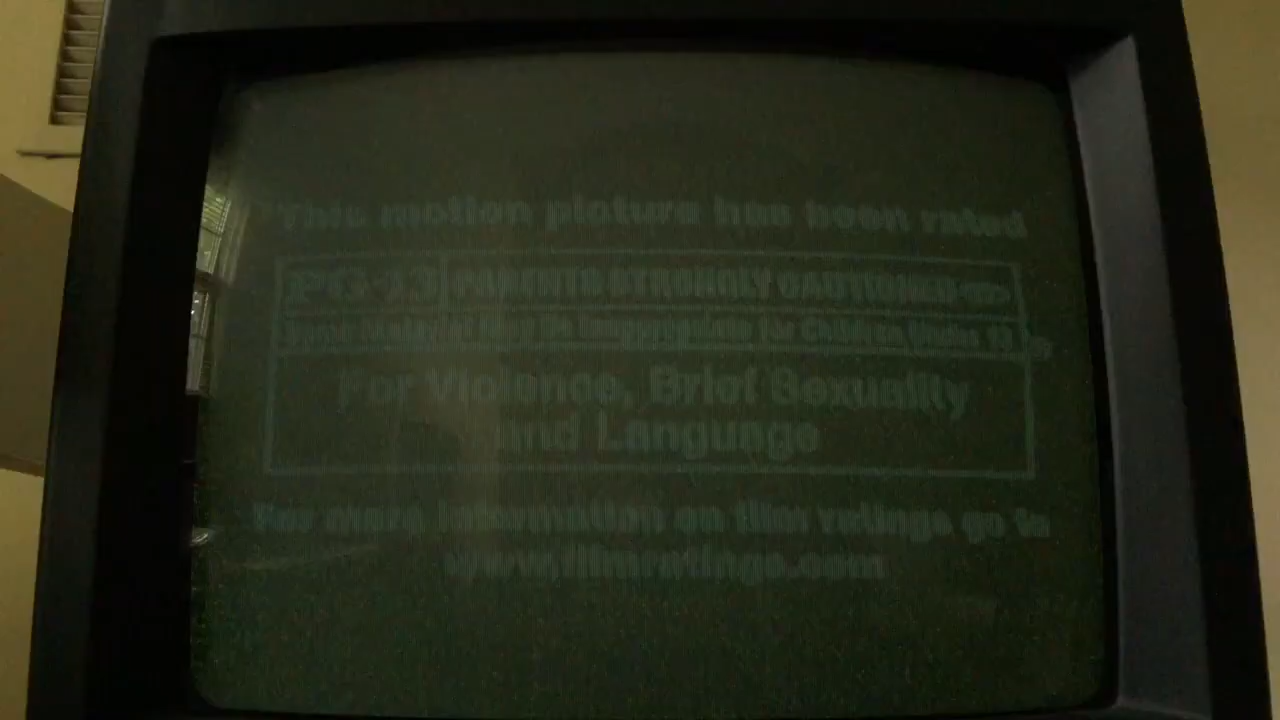 This motion picture has been rated
PG-13 PARENTS STRONGLY CAUTIONED
Some Material May Be Inappropriate for Children Under 13
For Violence, Brief Sexuality
and Language
For more information on film ratings go to
www.filmratings.com